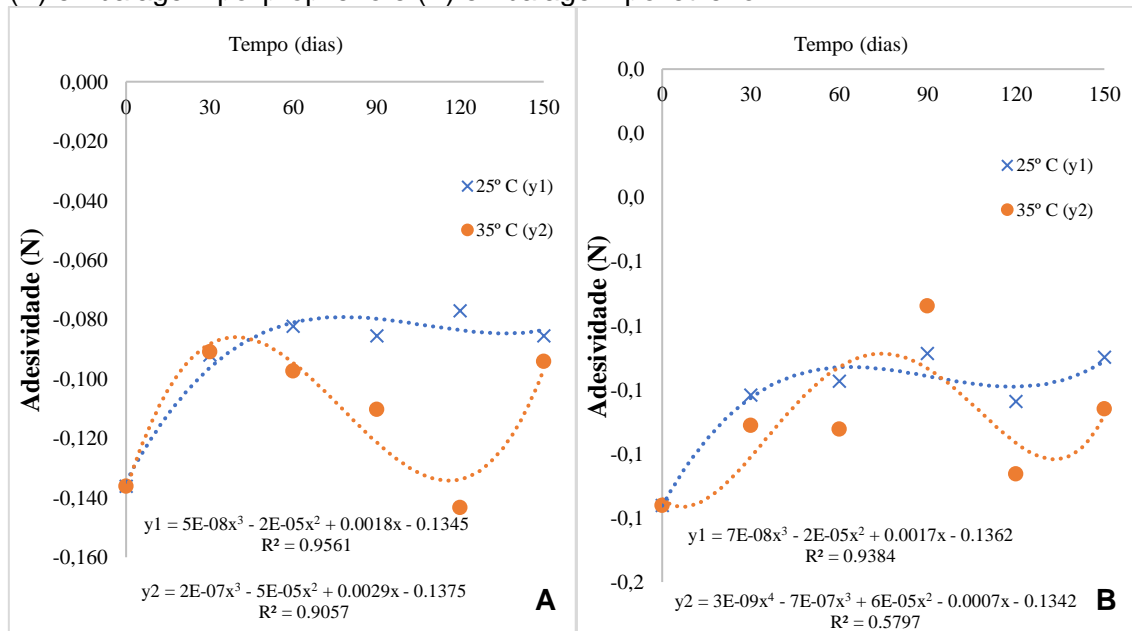 Tempo (dias)
0,000
0 30 60 90 120 150
-0,020
-0,040
-0,060
-0,080
-0,100
-0,120
-0,140
-0,160
Adesividade (N)
25º C (y1)
35º C (y2)
y1 = 5E-08x³ - 2E-05x² + 0.0018x - 0.1345
R² = 0.9561
y2 = 2E-07x³ - 5E-05x² + 0.0029x - 0.1375
R² = 0.9057
A
Tempo (dias)
0,0
0 30 60 90 120 150
0,0
0,0
-0,1
-0,1
-0,1
-0,1
-0,1
-0,2
Adesividade (N)
25º C (y1)
35º C (y2)
y1 = 7E-08x³ - 2E-05x² + 0.0017x - 0.1362
R² = 0.9384
y2 = 3E-09x⁴ - 7E-07x³ + 6E-05x² - 0.0007x - 0.1342
R² = 0.5797
B